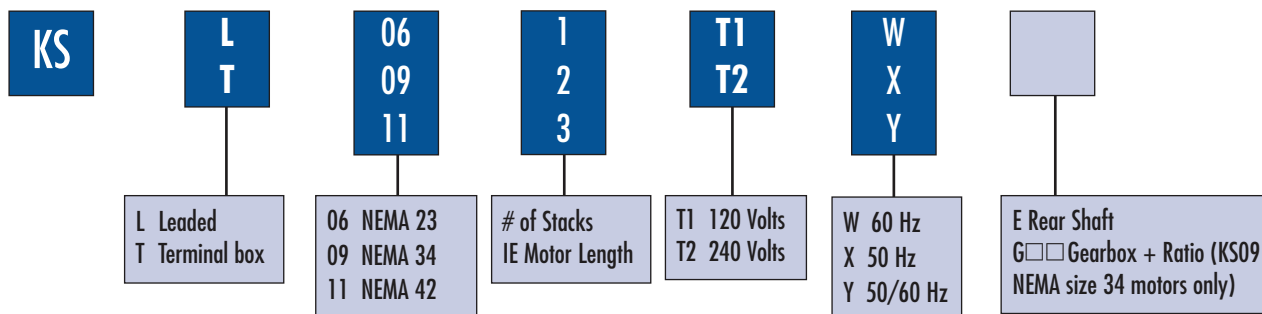 KS
L
T
06
09
11
1
2
3
T1
T2
W
X
Y
L Leaded
T Terminal box
06 NEMA 23
09 NEMA 34
11 NEMA 42
# of Stacks
IE Motor Length
T1 120 Volts
T2 240 Volts
W 60 Hz
X 50 Hz
Y 50/60 Hz
E Rear Shaft
G□□ Gearbox + Ratio (KS09
NEMA size 34 motors only)